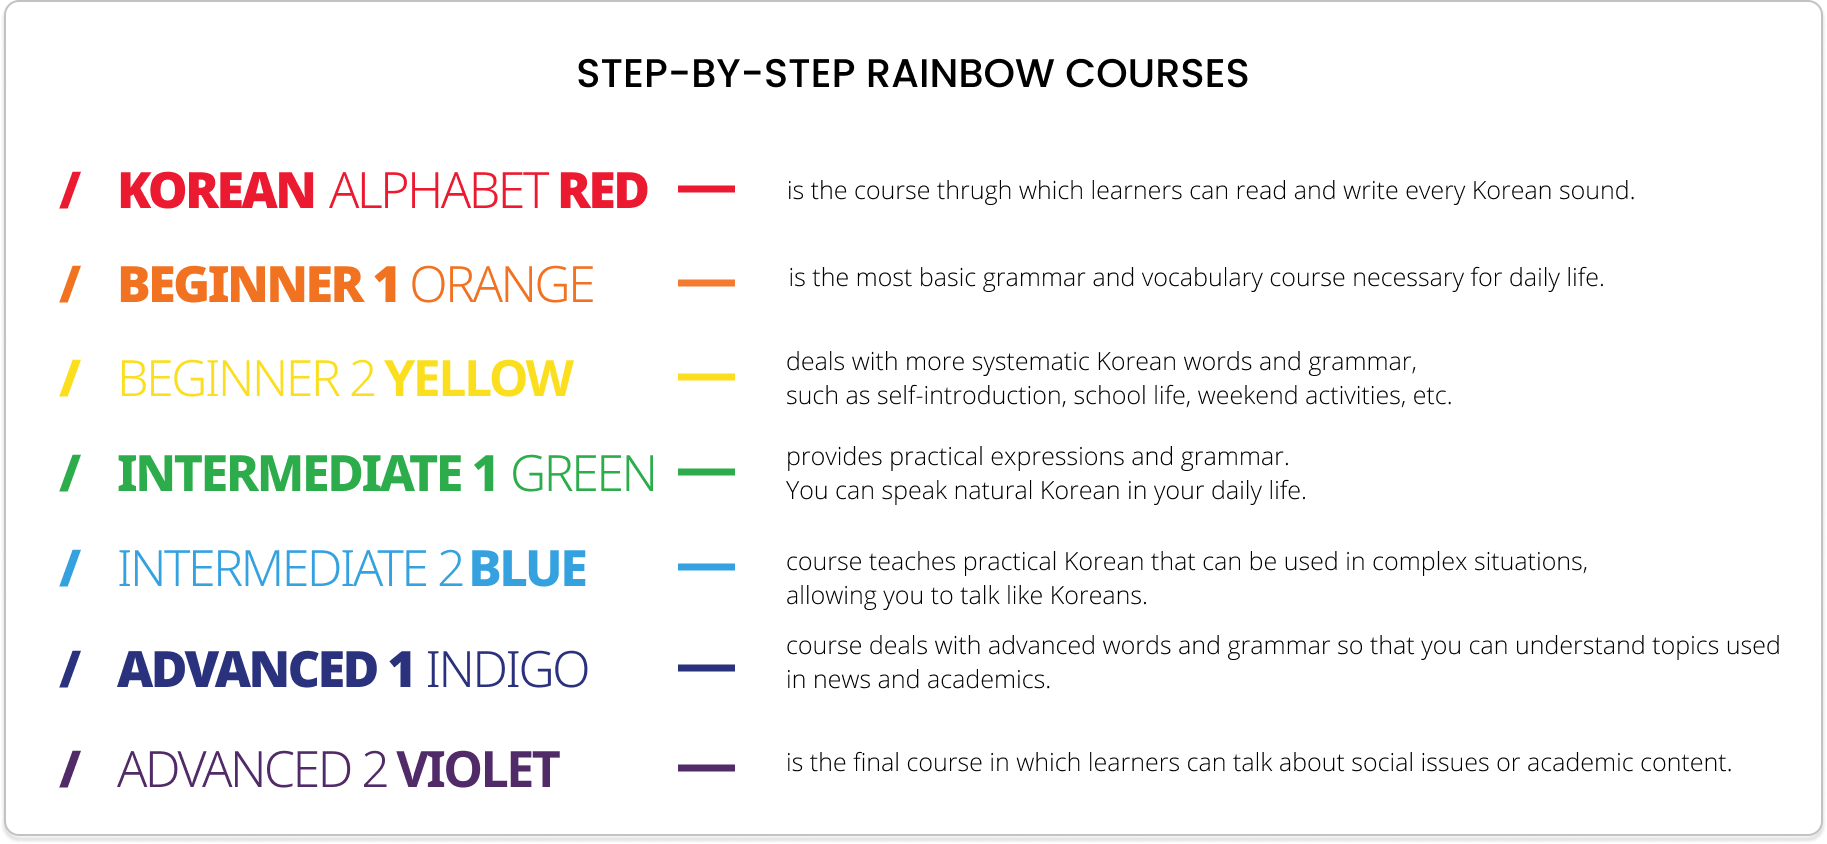 STEP-BY-STEP RAINBOW COURSES
/ KOREAN ALPHABET RED — is the course thrugh which learners can read and write every Korean sound.
/ BEGINNER 1 ORANGE — is the most basic grammar and vocabulary course necessary for daily life.
/ BEGINNER 2 YELLOW — deals with more systematic Korean words and grammar,
such as self-introduction, school life, weekend activities, etc.
/ INTERMEDIATE 1 GREEN — provides practical expressions and grammar.
You can speak natural Korean in your daily life.
/ INTERMEDIATE 2 BLUE — course teaches practical Korean that can be used in complex situations,
allowing you to talk like Koreans.
/ ADVANCED 1 INDIGO — course deals with advanced words and grammar so that you can understand topics used
in news and academics.
/ ADVANCED 2 VIOLET — is the final course in which learners can talk about social issues or academic content.